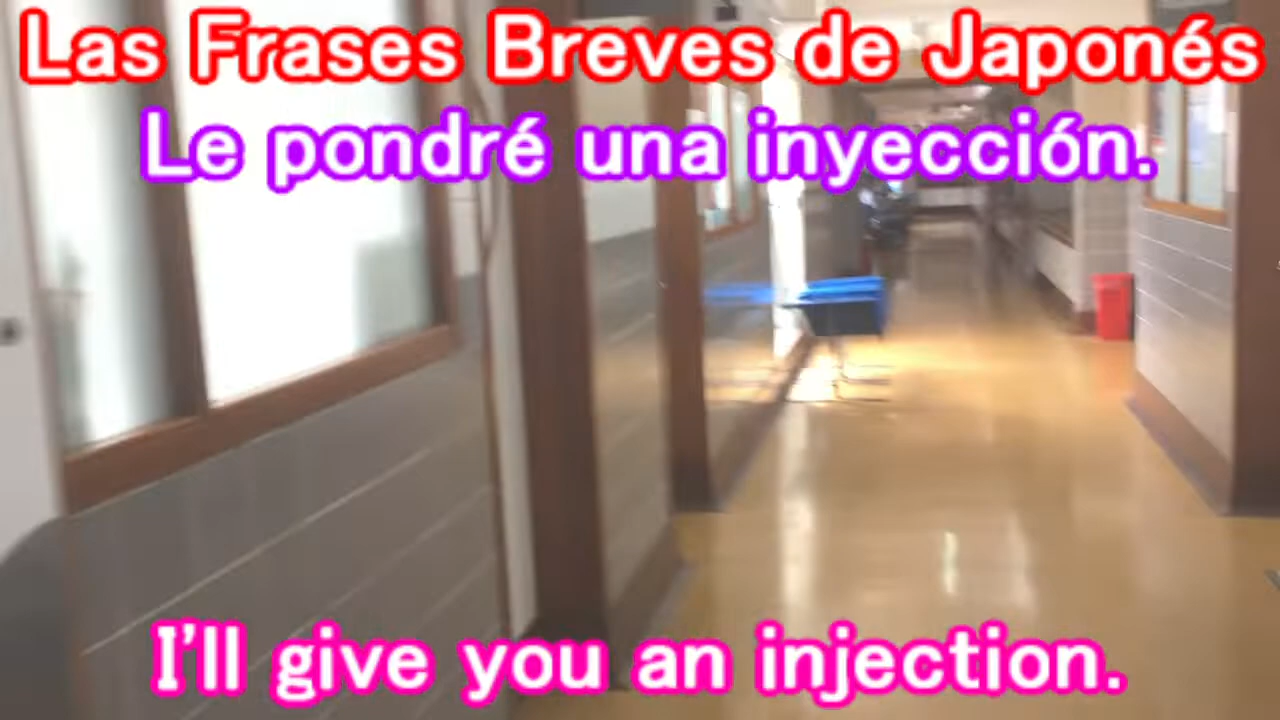 Las Frases Breves de Japonés
Le pondré una inyección.
I'll give you an injection.